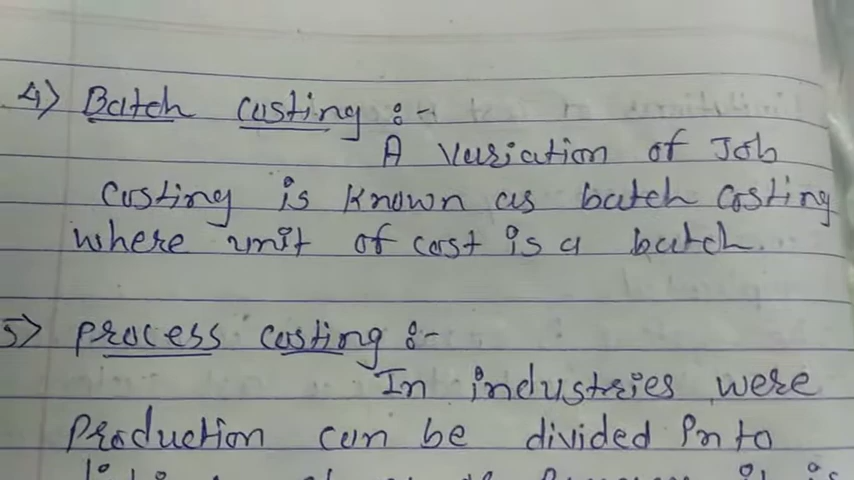 4) Batch costing :-
A variation of Job
costing is known as batch costing
where unit of cost is a batch.
5) process costing :-
In industries were
production can be divided into